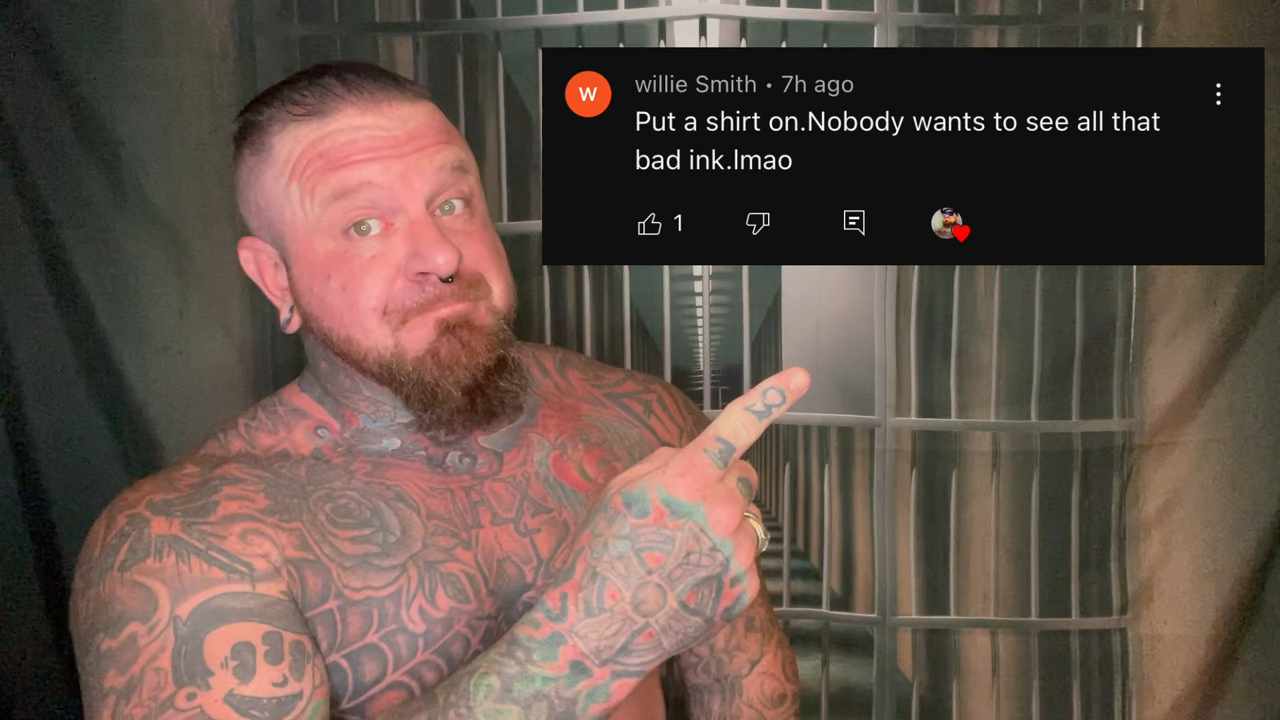 W
willie Smith • 7h ago
Put a shirt on.Nobody wants to see all that
bad ink.lmao
1